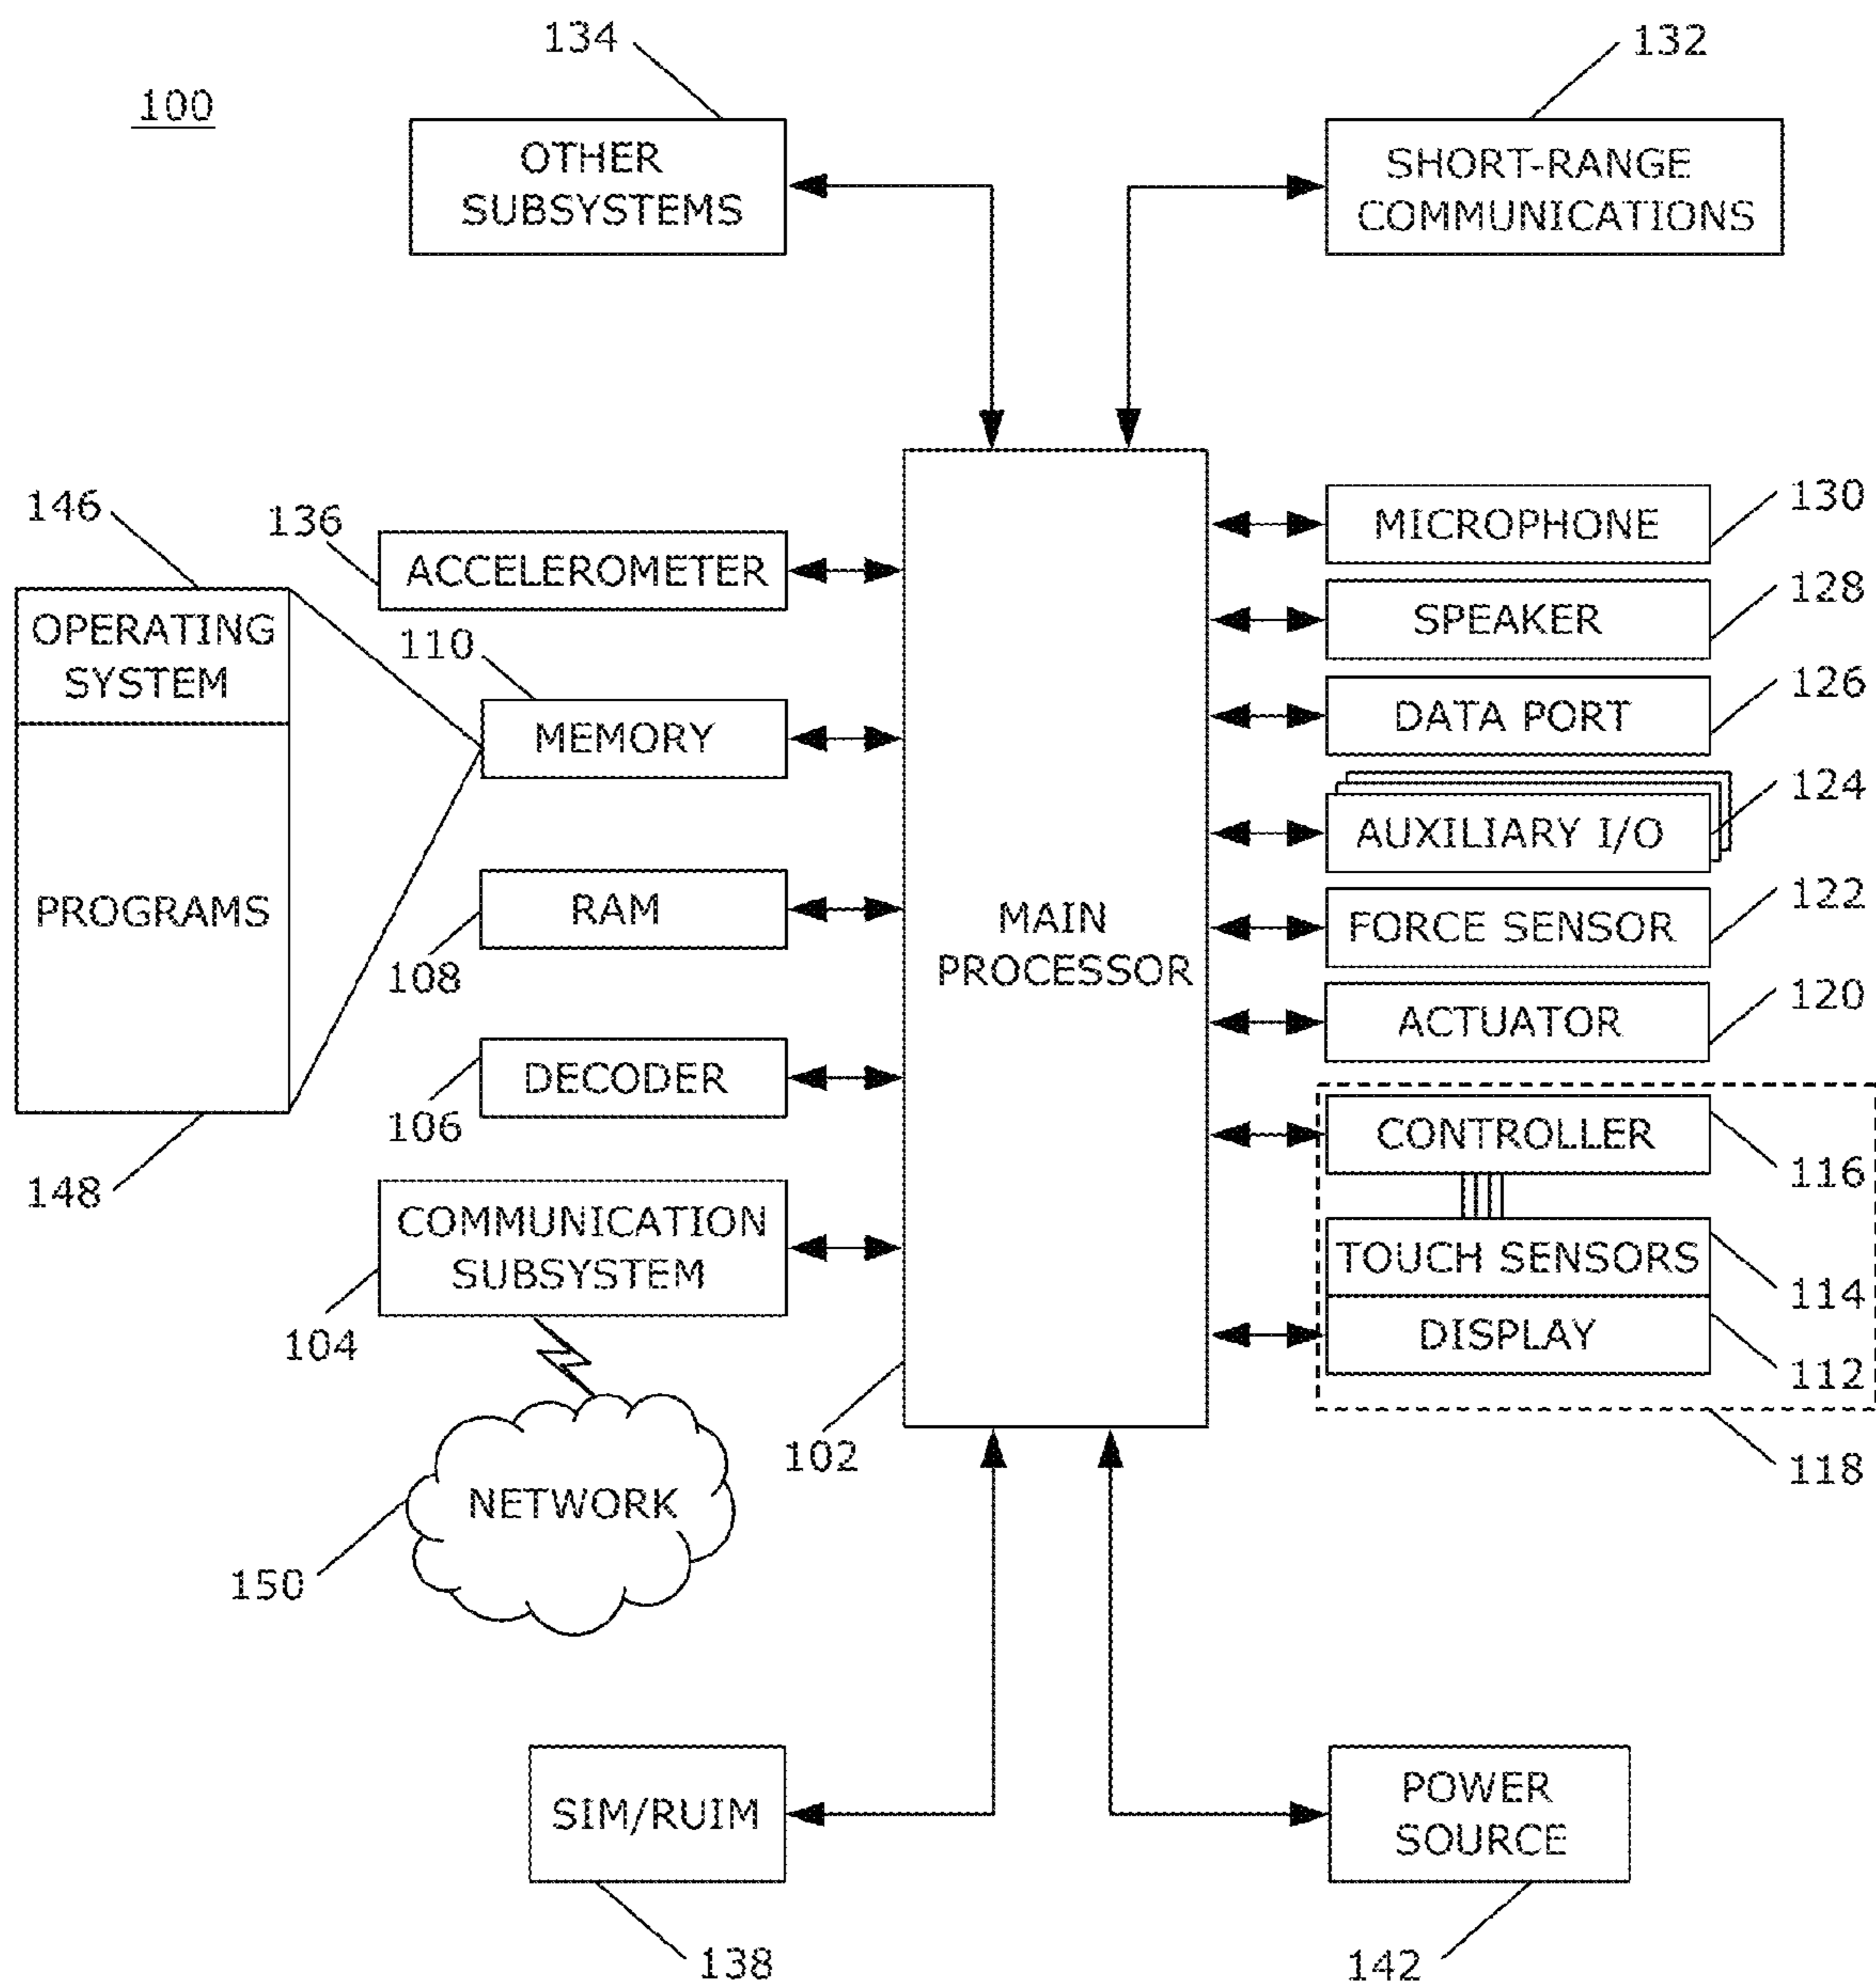 134
132
100
OTHER
SUBSYSTEMS
SHORT-RANGE
COMMUNICATIONS
146
136
ACCELEROMETER
MICROPHONE
130
OPERATING
SYSTEM
110
MEMORY
SPEAKER
128
DATA PORT
126
AUXILIARY I/O
124
PROGRAMS
RAM
108
MAIN
PROCESSOR
FORCE SENSOR
122
ACTUATOR
120
DECODER
106
CONTROLLER
116
148
COMMUNICATION
SUBSYSTEM
104
TOUCH SENSORS
114
DISPLAY
112
102
118
NETWORK
150
SIM/RUIM
POWER
SOURCE
138
142